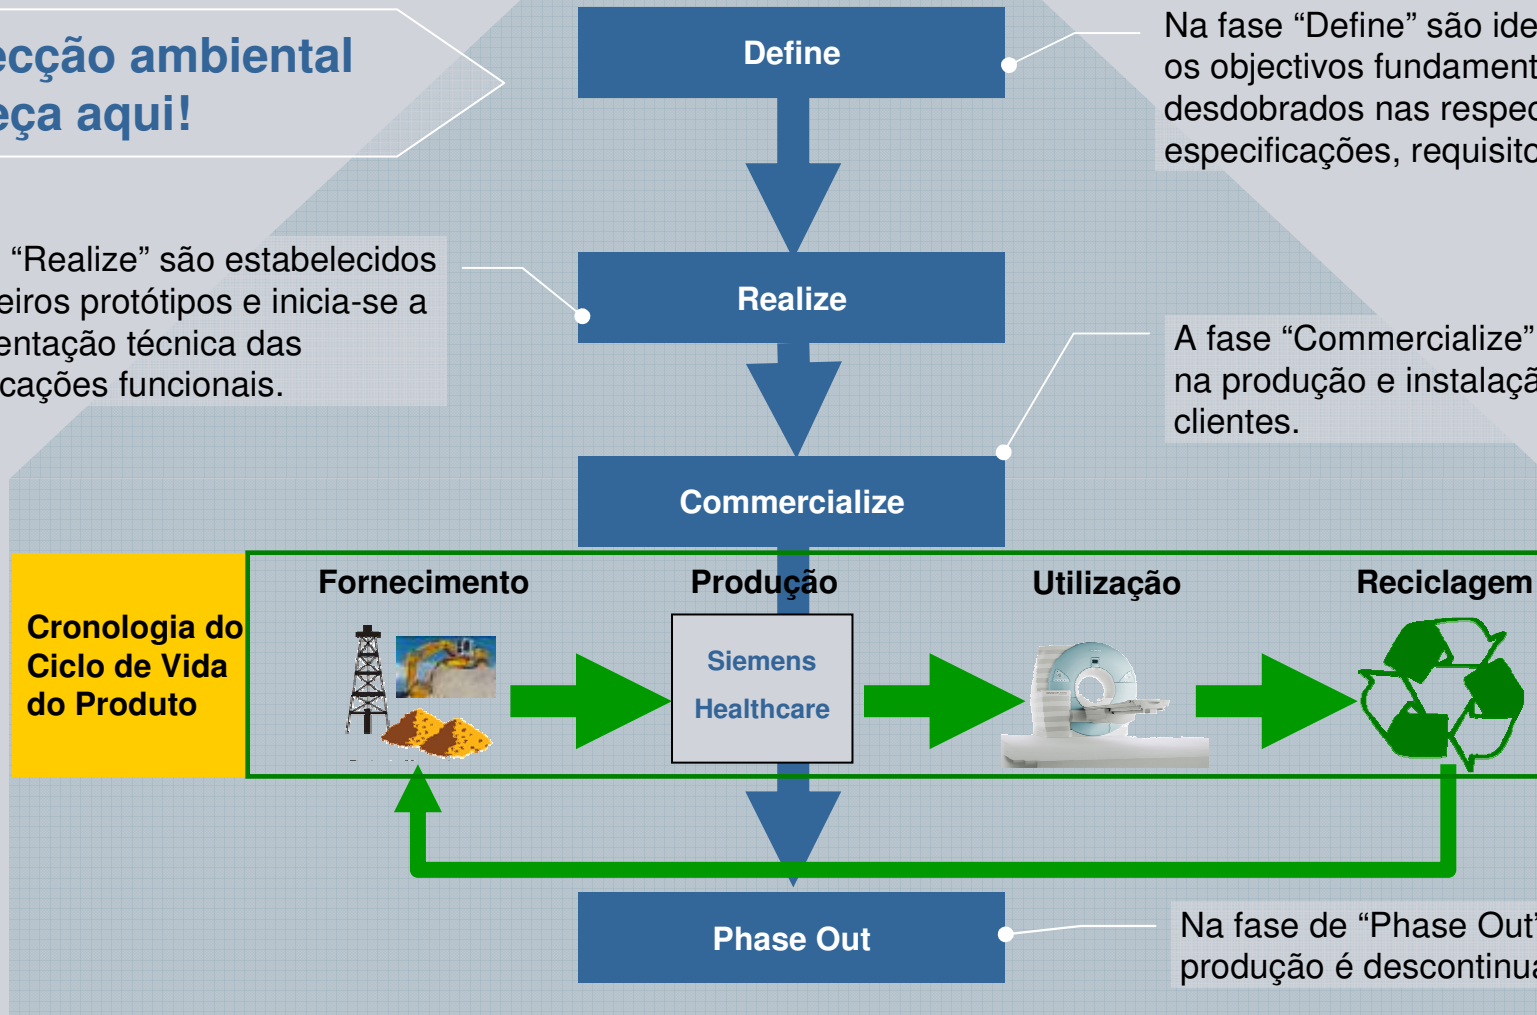 ecção ambiental
eça aqui!
Define
Na fase “Define” são ide
os objectivos fundament
desdobrados nas respec
especificações, requisito
“Realize” são estabelecidos
eiros protótipos e inicia-se a
entação técnica das
cações funcionais.
Realize
A fase “Commercialize”
na produção e instalaçã
clientes.
Commercialize
Cronologia do
Ciclo de Vida
do Produto
Fornecimento
Produção
Utilização
Reciclagem
Siemens
Healthcare
Phase Out
Na fase de “Phase Out”
produção é descontinua